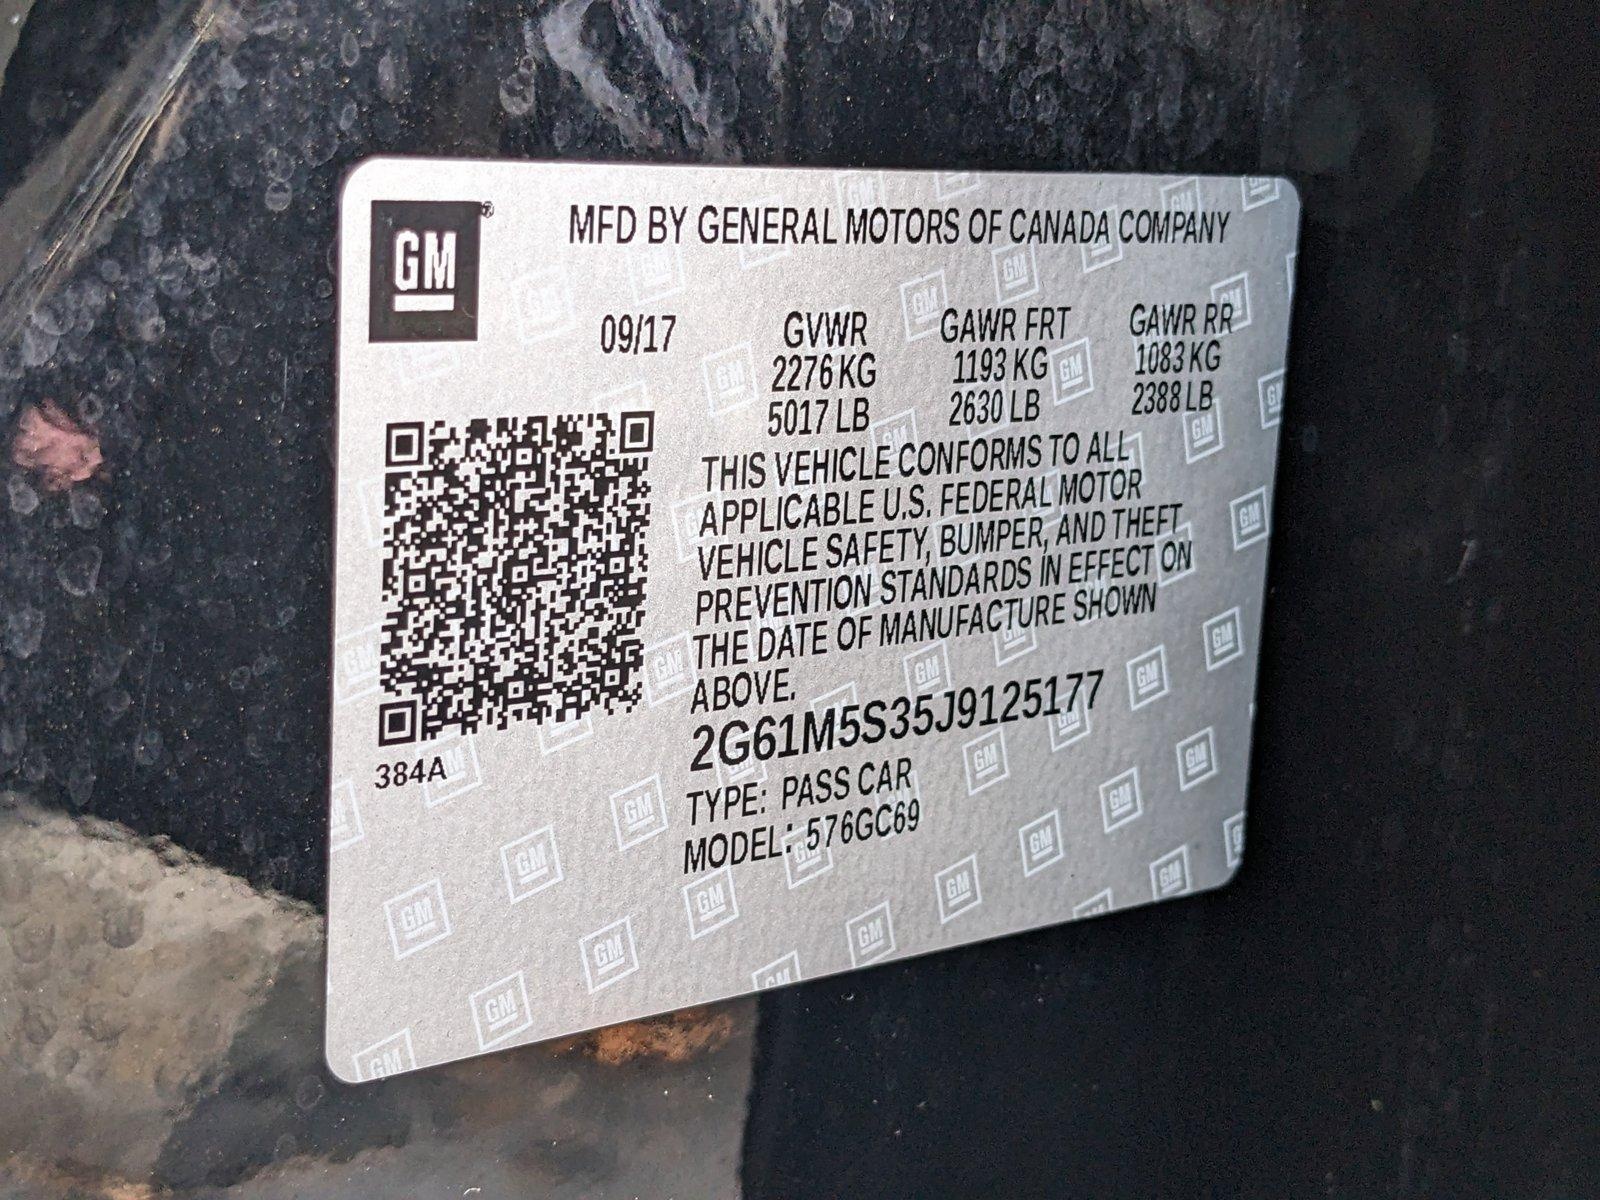 GM ®
MFD BY GENERAL MOTORS OF CANADA COMPANY
09/17
GVWR
2276 KG
5017 LB
GAWR FRT
1193 KG
2630 LB
GAWR RR
1083 KG
2388 LB
THIS VEHICLE CONFORMS TO ALL
APPLICABLE U.S. FEDERAL MOTOR
VEHICLE SAFETY, BUMPER, AND THEFT
PREVENTION STANDARDS IN EFFECT ON
THE DATE OF MANUFACTURE SHOWN
ABOVE.
2G61M5S35J9125177
TYPE: PASS CAR
MODEL: 576GC69
384A